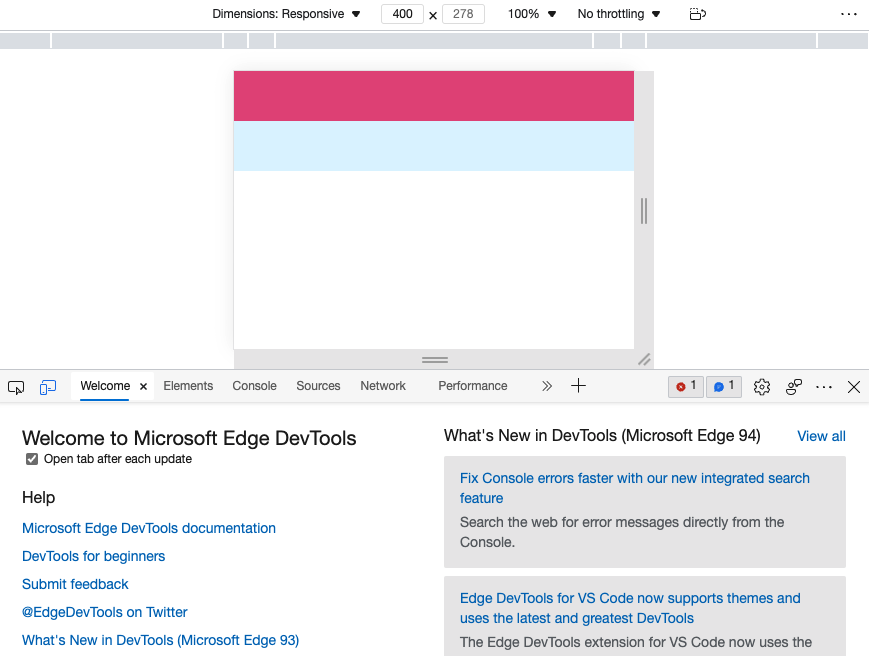 Dimensions: Responsive 400 × 278 100% No throttling
Welcome × Elements Console Sources Network Performance 1 1
Welcome to Microsoft Edge DevTools
Open tab after each update
Help
Microsoft Edge DevTools documentation
DevTools for beginners
Submit feedback
@EdgeDevTools on Twitter
What's New in DevTools (Microsoft Edge 93)
What's New in DevTools (Microsoft Edge 94) View all
Fix Console errors faster with our new integrated search
feature
Search the web for error messages directly from the
Console.
Edge DevTools for VS Code now supports themes and
uses the latest and greatest DevTools
The Edge DevTools extension for VS Code now uses the